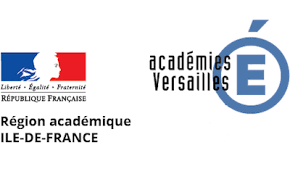 Liberté • Égalité • Fraternité
RÉPUBLIQUE FRANÇAISE
Région académique
ILE-DE-FRANCE
académies
Versailles
É